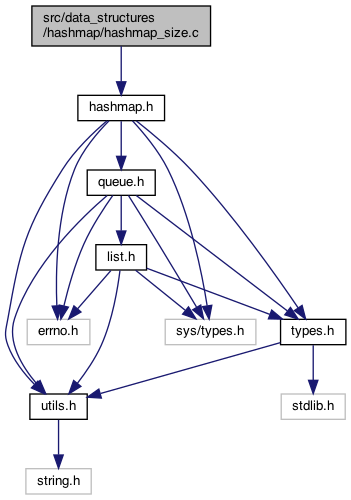 src/data_structures
/hashmap/hashmap_size.c
hashmap.h
queue.h
list.h
errno.h
sys/types.h
types.h
utils.h
stdlib.h
string.h